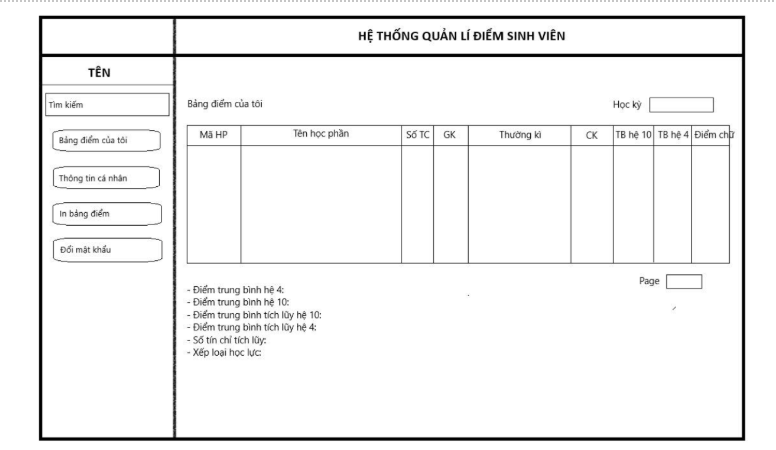 HỆ THỐNG QUẢN LÍ ĐIỂM SINH VIÊN
TÊN
Tìm kiếm
Bảng điểm của tôi
Thông tin cá nhân
In bảng điểm
Đổi mật khẩu
Bảng điểm của tôi
Học kỳ
Mã HP Tên học phần Số TC GK Thường kì CK TB hệ 10 TB hệ 4 Điểm chữ
Page
- Điểm trung bình hệ 4:
- Điểm trung bình hệ 10:
- Điểm trung bình tích lũy hệ 10:
- Điểm trung bình tích lũy hệ 4:
- Số tín chỉ tích lũy:
- Xếp loại học lực: